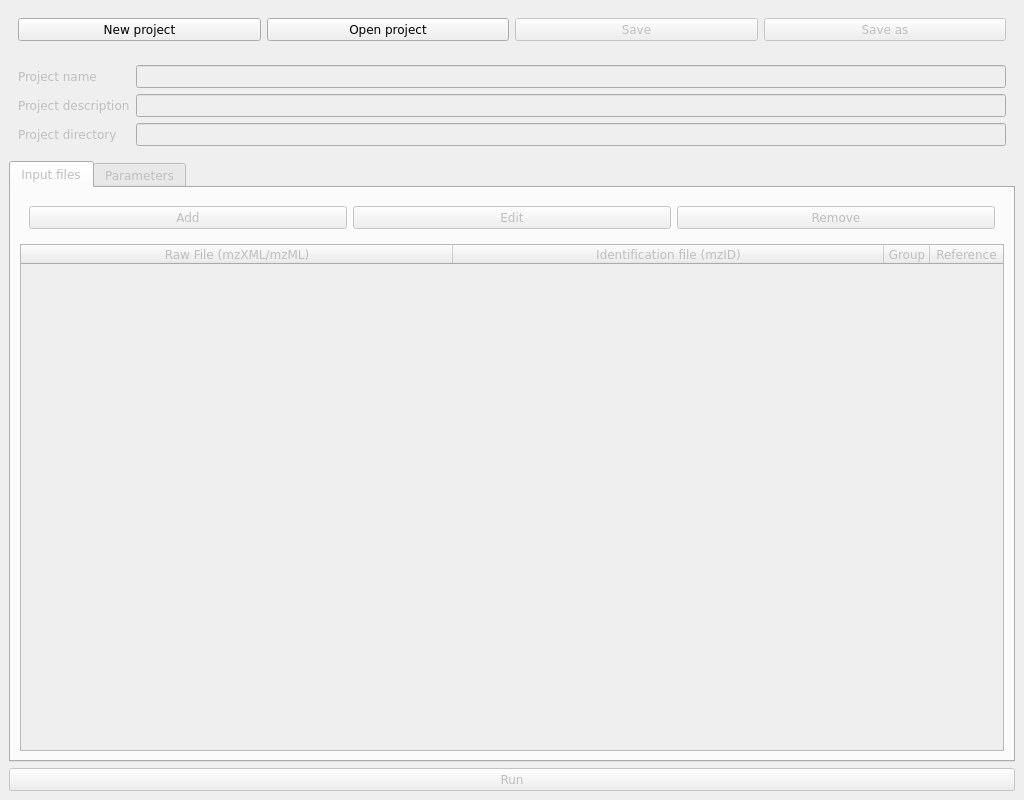 New project Open project Save Save as
Project name
Project description
Project directory
Input files Parameters
Add Edit Remove
Raw File (mzXML/mzML) Identification file (mzID) Group Reference
Run